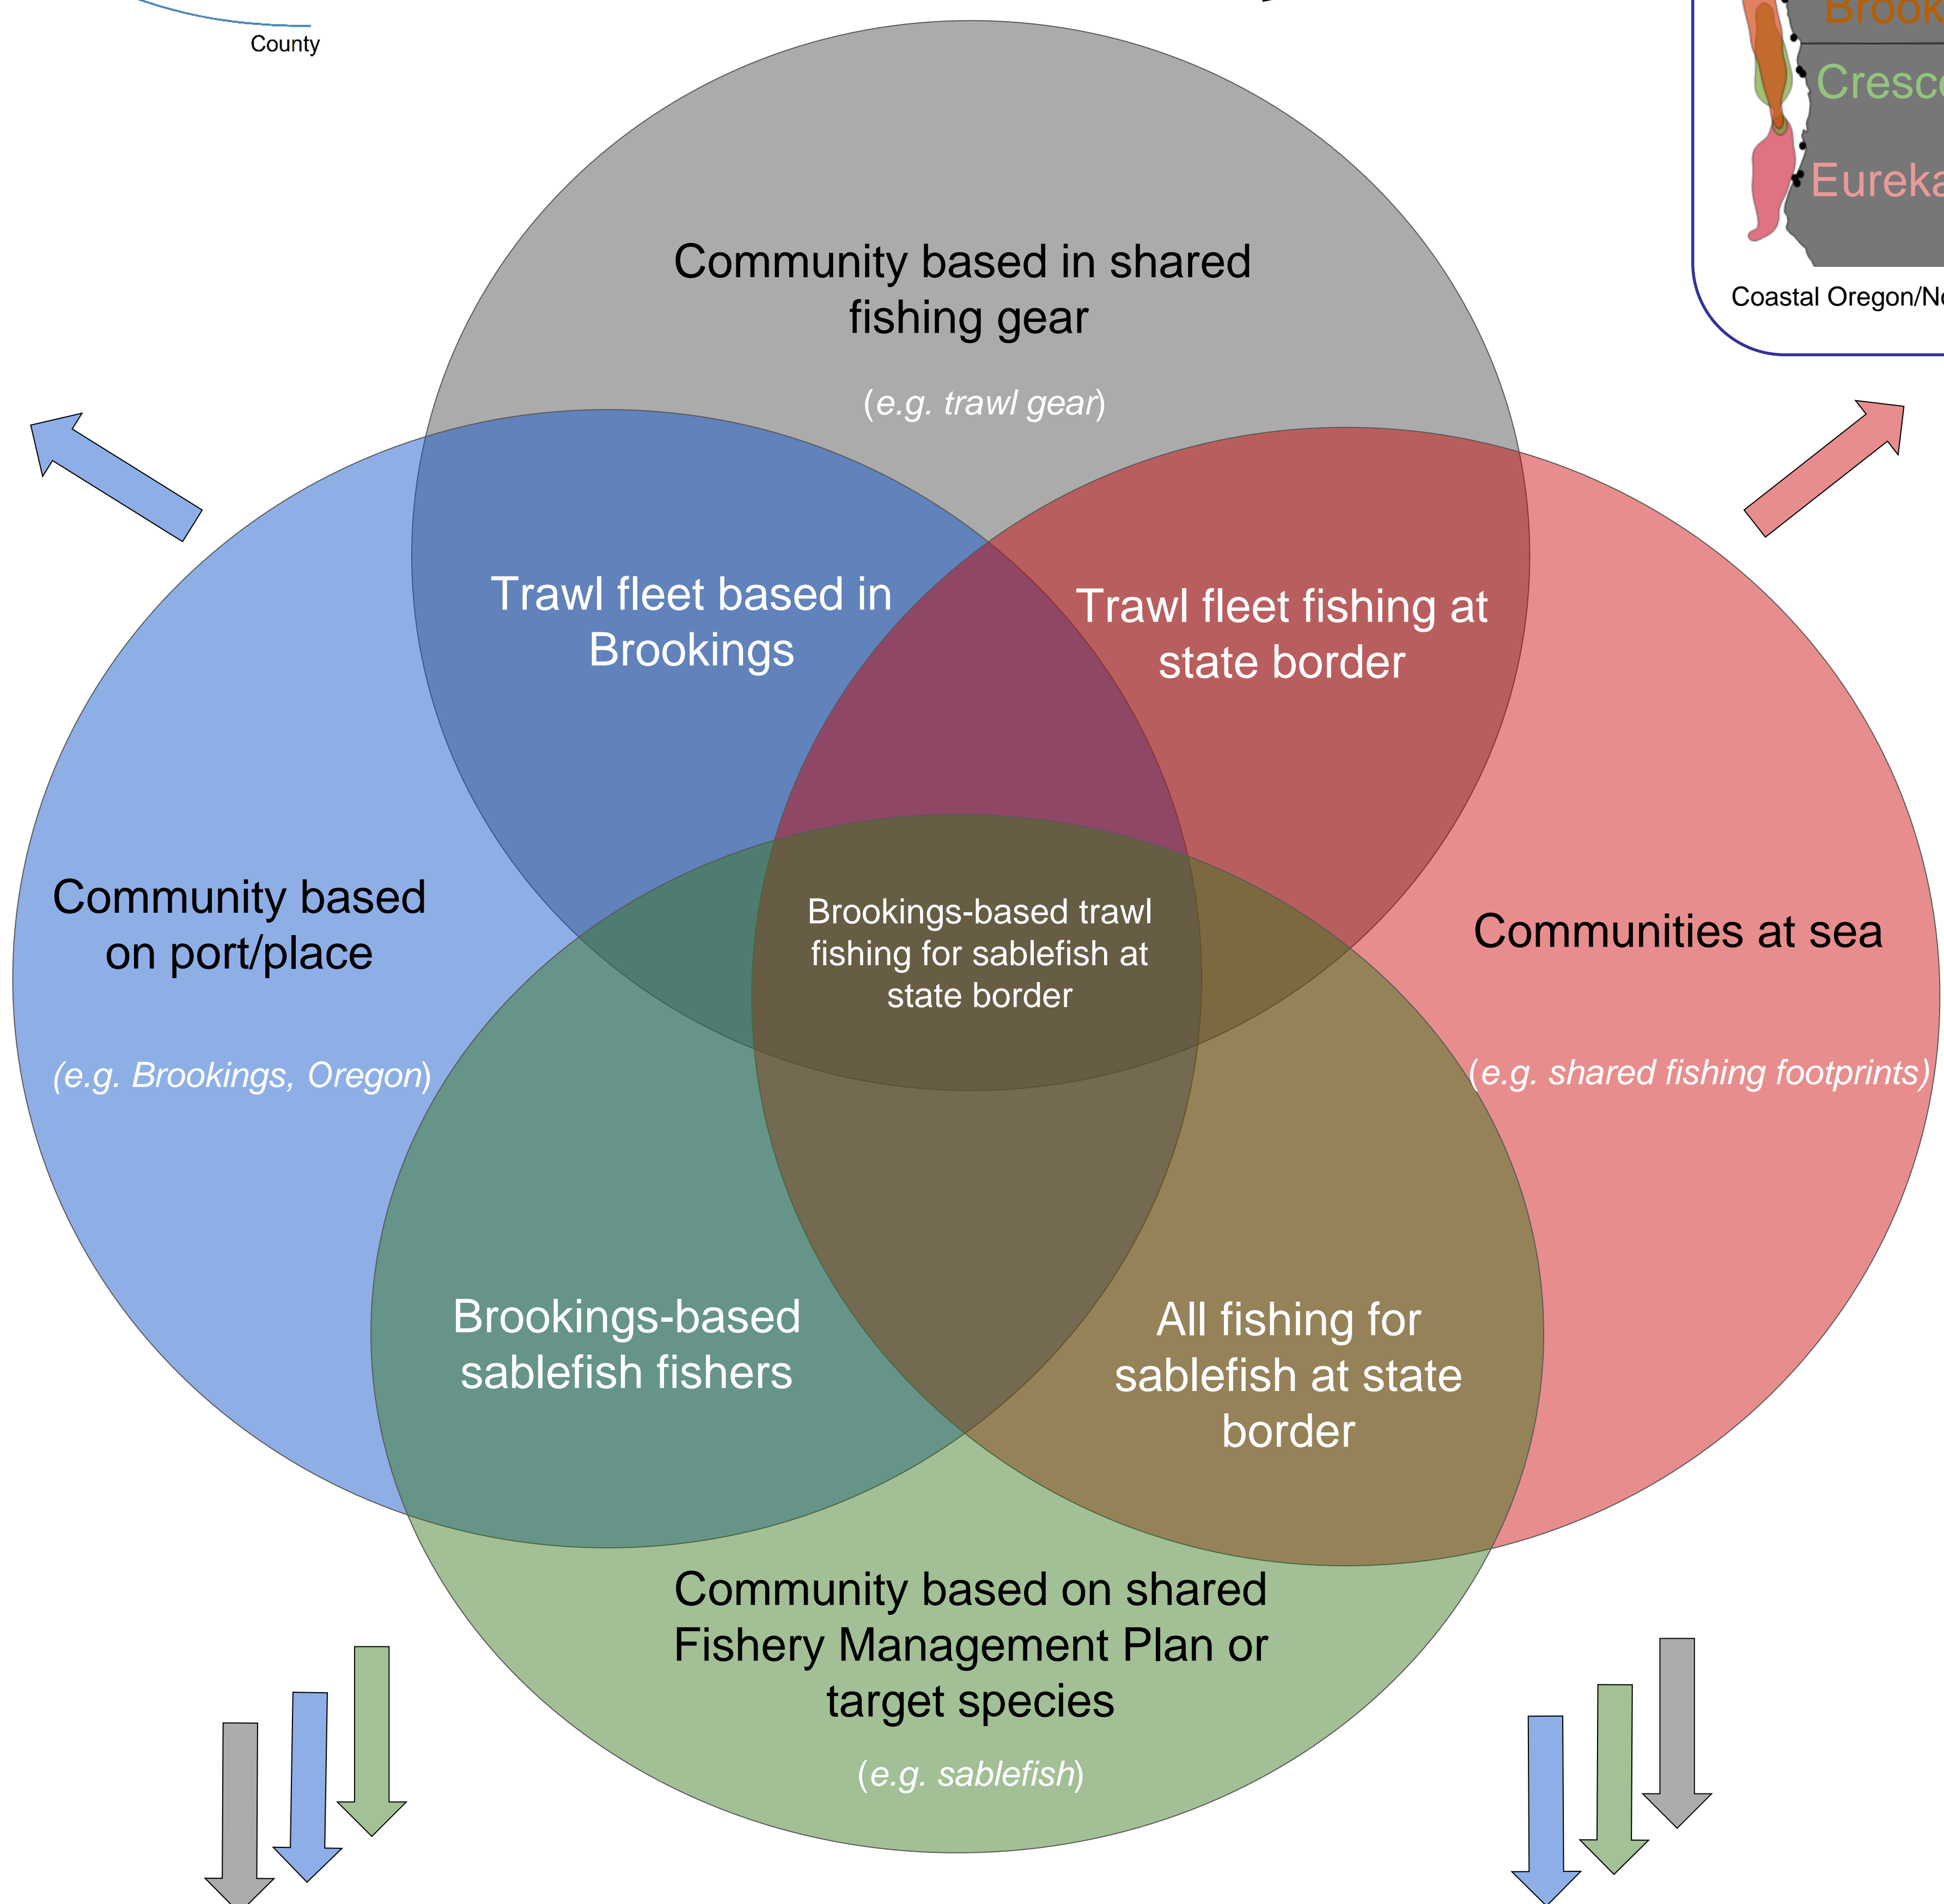 County
Eureka
Coastal Oregon/No
Community based in shared
fishing gear
(e.g. trawl gear)
Trawl fleet based in
Brookings
Trawl fleet fishing at
state border
Community based
on port/place
(e.g. Brookings, Oregon)
Brookings-based trawl
fishing for sablefish at
state border
Communities at sea
(e.g. shared fishing footprints)
Brookings-based
sablefish fishers
All fishing for
sablefish at state
border
Community based on shared
Fishery Management Plan or
target species
(e.g. sablefish)